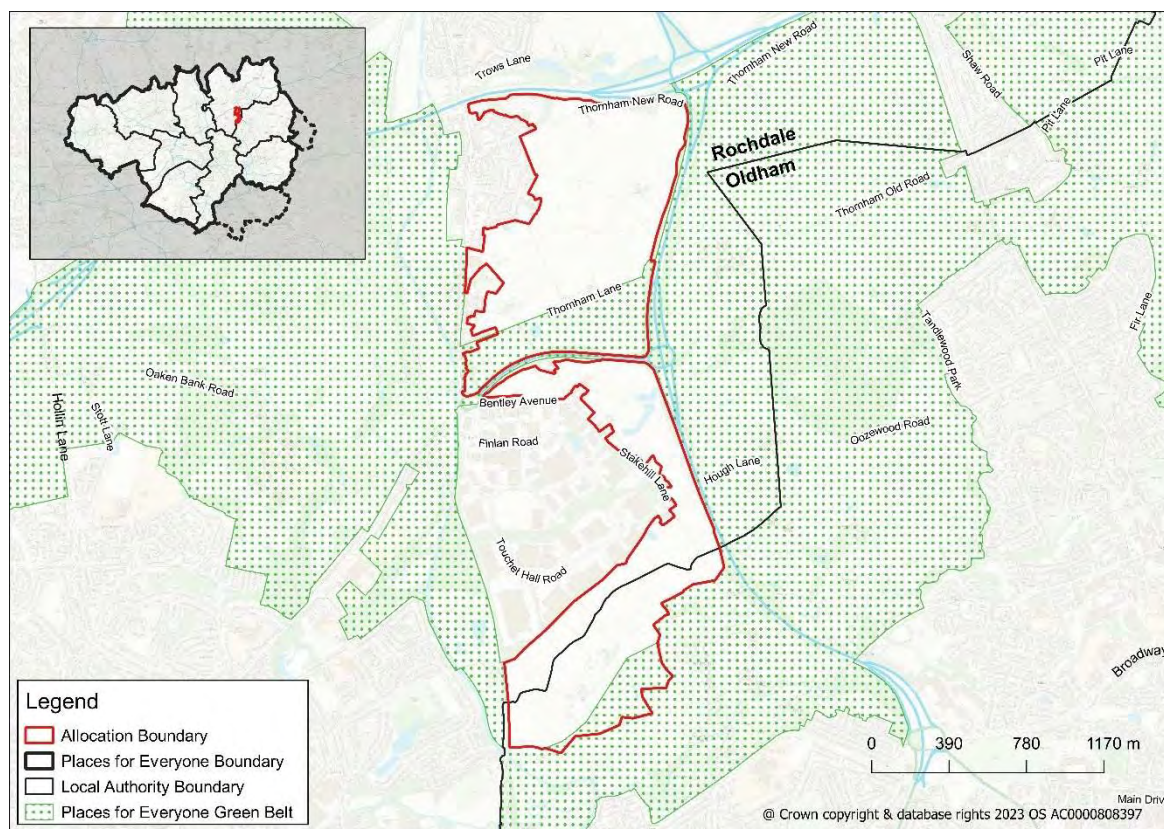 Trows Lane
Thornham New Road
Thornham New Road
Shaw Road
Pit Lane
Pit Lane
Rochdale
Oldham
Thornham Old Road
Thornham Lane
Tandlewood Park
Fir Lane
Oaken Bank Road
Hollin Lane
Stott Lane
Bentley Avenue
Finlan Road
Stakehill Lane
Oozewood Road
Hough Lane
Touchet Hall Road
Broadway
Legend
Allocation Boundary
Places for Everyone Boundary
Local Authority Boundary
Places for Everyone Green Belt
0 390 780 1170 m
Main Driv
@ Crown copyright & database rights 2023 OS AC0000808397